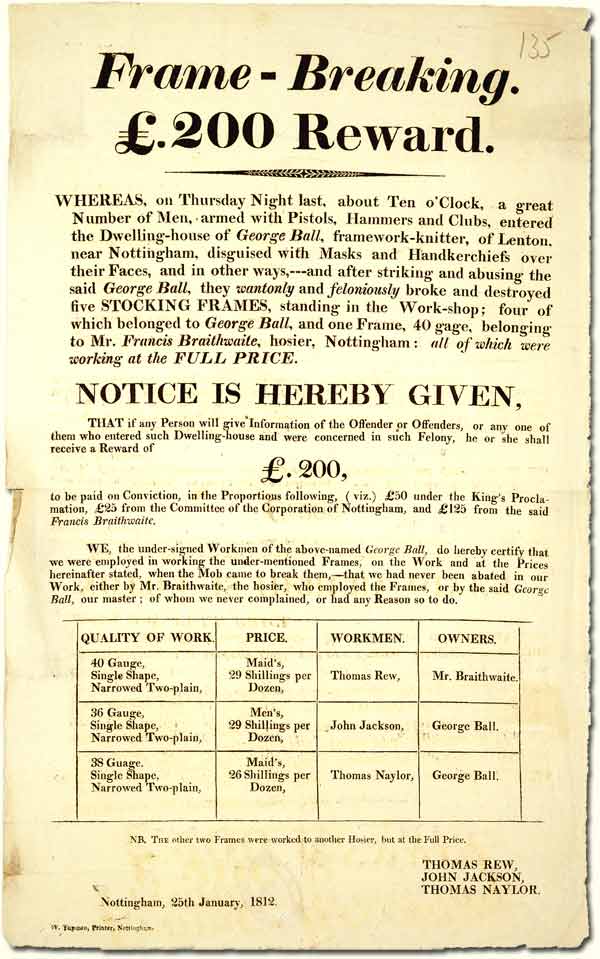 135
Frame - Breaking.
£.200 Reward.
WHEREAS, on Thursday Night last, about Ten o'Clock, a great
Number of Men, armed with Pistols, Hammers and Clubs, entered
the Dwelling-house of George Ball, framework-knitter, of Lenton,
near Nottingham, disguised with Masks and Handkerchiefs over
their Faces, and in other ways,---and after striking and abusing the
said George Ball, they wantonly and feloniously broke and destroyed
five STOCKING FRAMES, standing in the Work-shop; four of
which belonged to George Ball, and one Frame, 40 gage, belonging
to Mr. Francis Braithwaite, hosier, Nottingham: all of which were
working at the FULL PRICE.
NOTICE IS HEREBY GIVEN,
THAT if any Person will give Information of the Offender or Offenders, or any one of
them who entered such Dwelling-house and were concerned in such Felony, he or she shall
receive a Reward of
£. 200,
to be paid on Conviction, in the Proportions following, (viz.) £50 under the King's Procla-
mation, £25 from the Committee of the Corporation of Nottingham, and £125 from the said
Francis Braithwaite.
WE, the under-signed Workmen of the above-named George Ball, do hereby certify that
we were employed in working the under-mentioned Frames, on the Work and at the Prices
hereinafter stated, when the Mob came to break them,—that we had never been abated in our
Work, either by Mr. Braithwaite, the hosier, who employed the Frames, or by the said George
Ball, our master; of whom we never complained, or had any Reason so to do.
QUALITY OF WORK. PRICE. WORKMEN. OWNERS.
40 Gauge, Maid's,
Single Shape, 29 Shillings per Thomas Rew, Mr. Braithwaite.
Narrowed Two-plain, Dozen,
36 Gauge, Men's,
Single Shape, 29 Shillings per John Jackson, George Ball.
Narrowed Two-plain, Dozen,
38 Guage. Maid's,
Single Shape, 26 Shillings per Thomas Naylor, George Ball.
Narrowed Two-plain, Dozen,
NB. THE other two Frames were worked to another Hosier, but at the Full Price.
THOMAS REW,
JOHN JACKSON,
THOMAS NAYLOR.
Nottingham, 25th January, 1812.
W. Tupman, Printer, Nottingham.